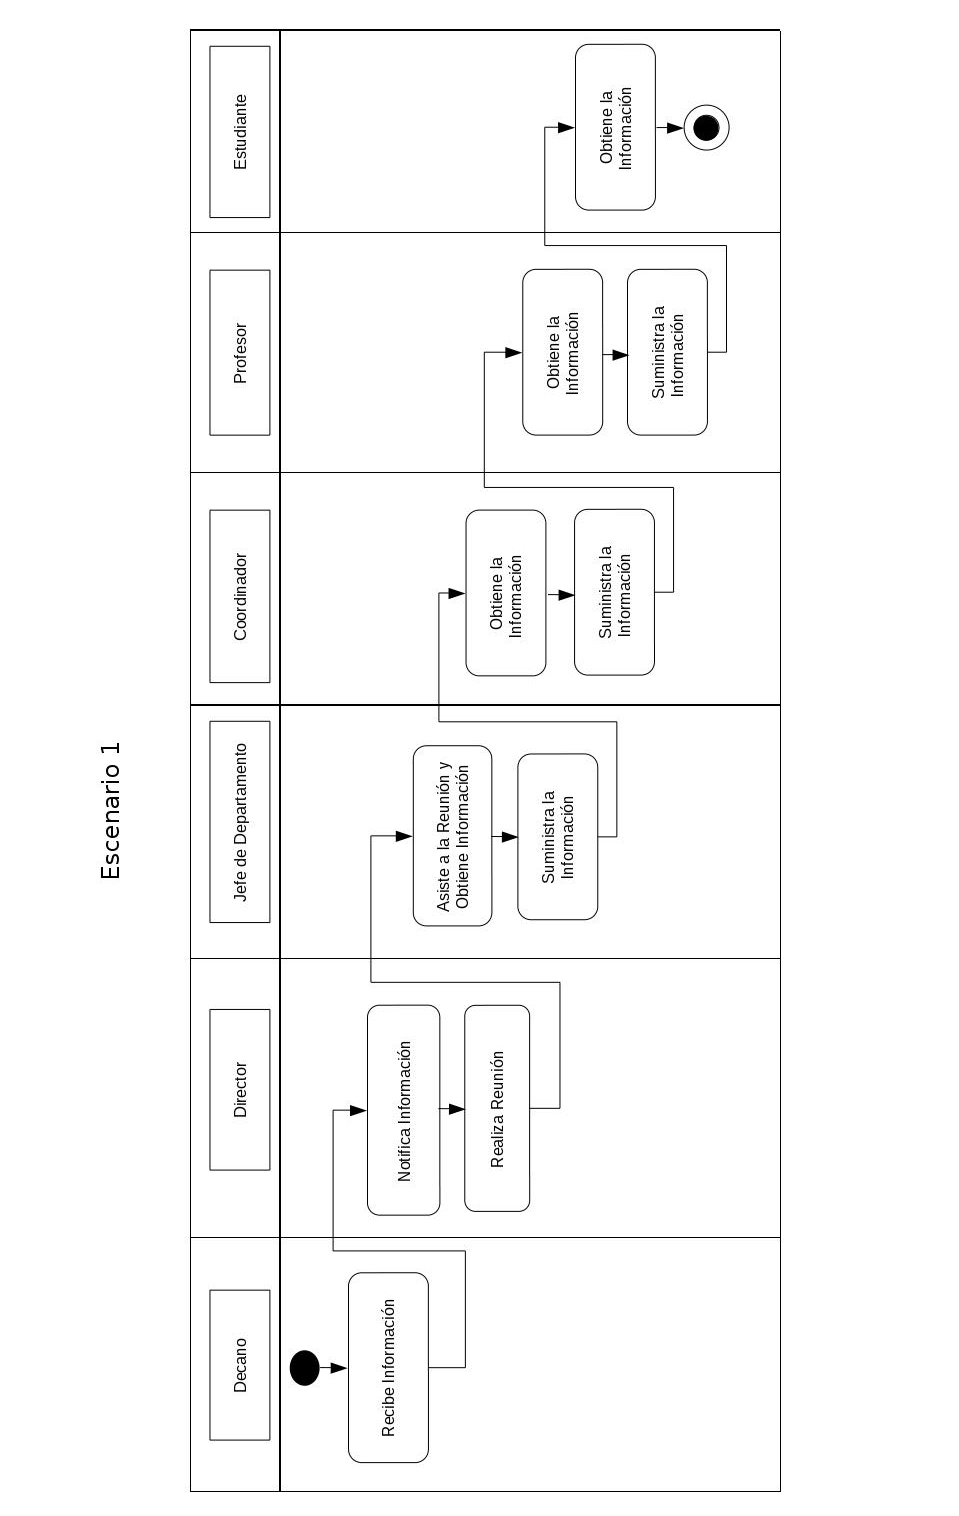 Escenario 1
Decano
Director
Jefe de Departamento
Coordinador
Profesor
Estudiante
Recibe Información
Notifica Información
Realiza Reunión
Asiste a la Reunión y
Obtiene Información
Suministra la
Información
Obtiene la
Información
Suministra la
Información
Obtiene la
Información
Suministra la
Información
Obtiene la
Información